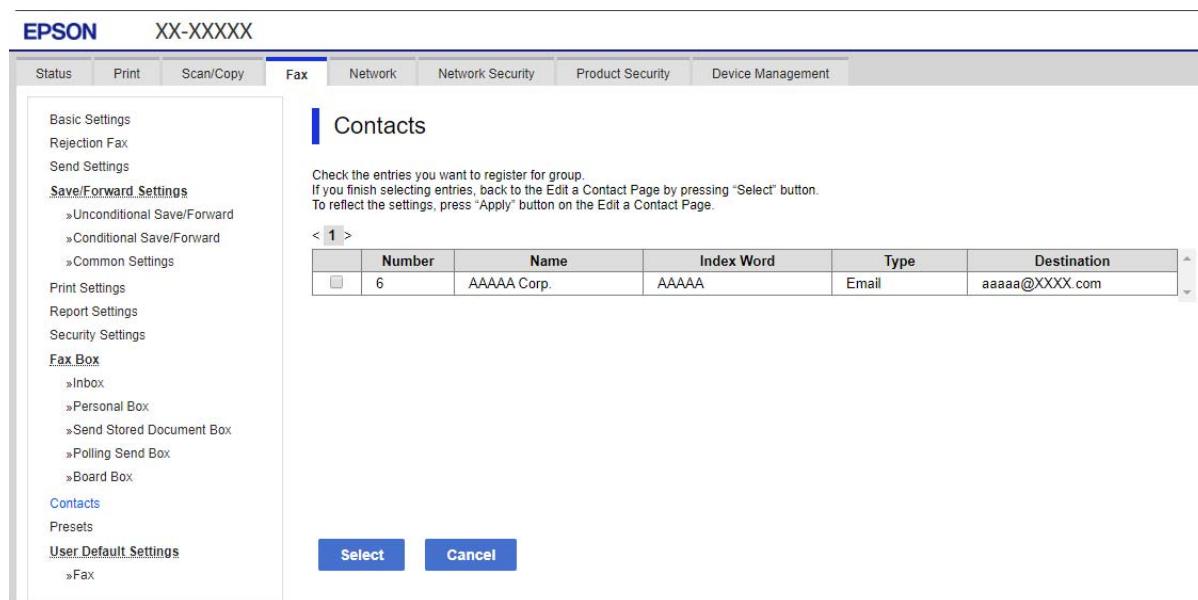 EPSON XX-XXXXX
Status Print Scan/Copy Fax Network Network Security Product Security Device Management
Basic Settings
Rejection Fax
Send Settings
Save/Forward Settings
»Unconditional Save/Forward
»Conditional Save/Forward
»Common Settings
Print Settings
Report Settings
Security Settings
Fax Box
»Inbox
»Personal Box
»Send Stored Document Box
»Polling Send Box
»Board Box
Contacts
Presets
User Default Settings
»Fax
Contacts
Check the entries you want to register for group.
If you finish selecting entries, back to the Edit a Contact Page by pressing “Select” button.
To reflect the settings, press “Apply” button on the Edit a Contact Page.
< 1 >
Number Name Index Word Type Destination
6 AAAAA Corp. AAAAA Email aaaaa@XXXX.com
Select Cancel